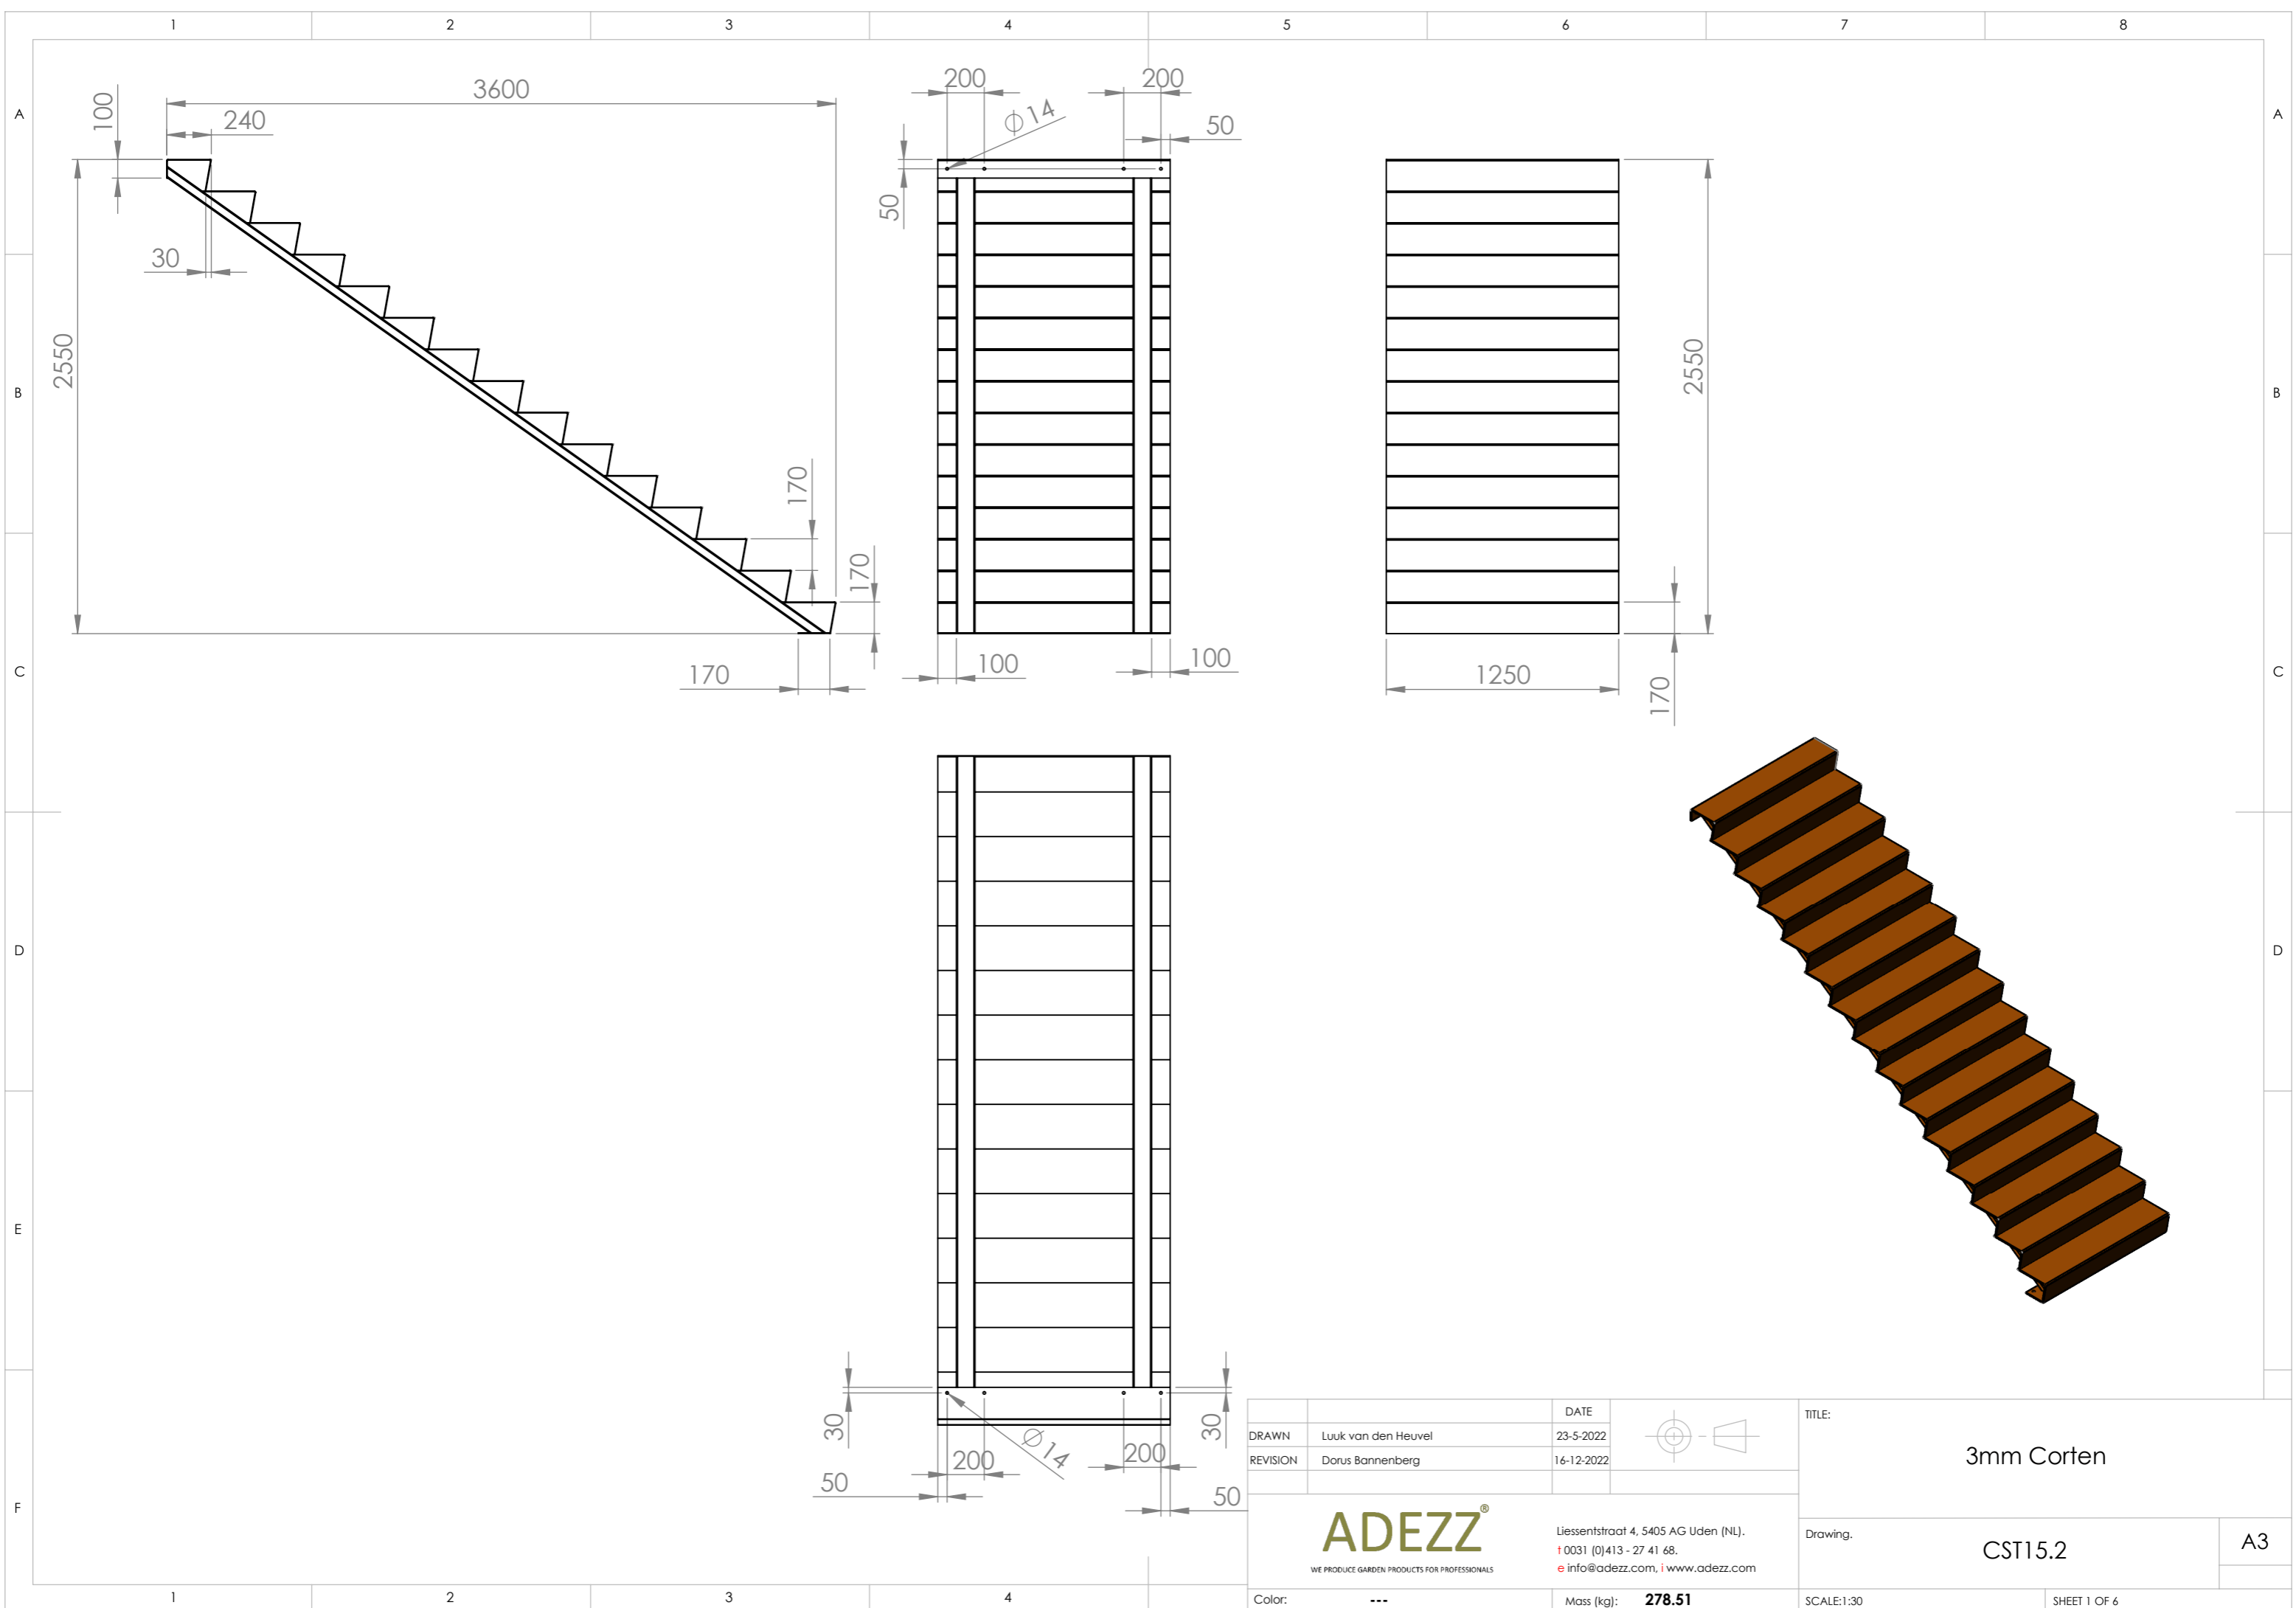 1 2 3 4 5 6 7 8
A A
B B
C C
D D
E E
F F
3600
240
100
2550
30
170
170
170
200 200
Ø14
50
50
100 100
2550
1250
170
30 30
Ø14
200 200
50 50
DATE
DRAWN Luuk van den Heuvel 23-5-2022
REVISION Dorus Bannenberg 16-12-2022
TITLE:
3mm Corten
ADEZZ®
WE PRODUCE GARDEN PRODUCTS FOR PROFESSIONALS
Liessentstraat 4, 5405 AG Uden (NL).
t 0031 (0)413 - 27 41 68.
e info@adezz.com, i www.adezz.com
Drawing.
CST15.2
A3
Color: ---
Mass (kg): 278.51
SCALE:1:30
SHEET 1 OF 6
1 2 3 4